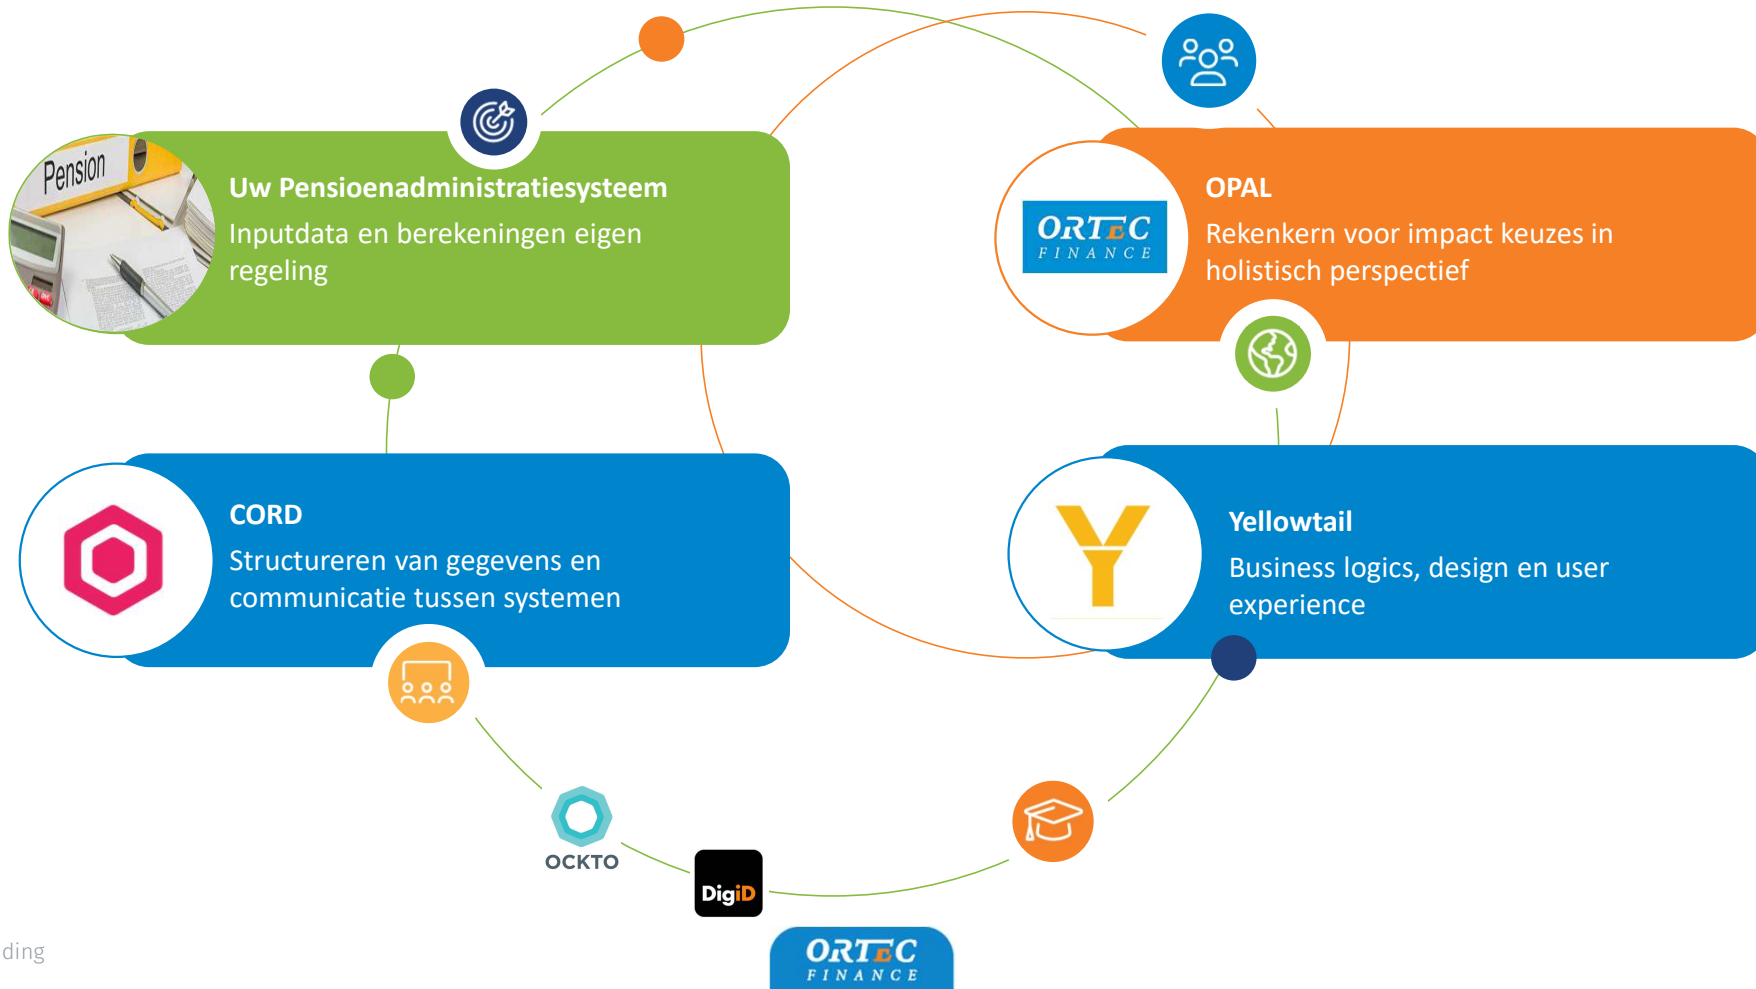 Pension
Uw Pensioenadministratiesysteem
Inputdata en berekeningen eigen
regeling
ORTEC
FINANCE
OPAL
Rekenkern voor impact keuzes in
holistisch perspectief
CORD
Structureren van gegevens en
communicatie tussen systemen
Yellowtail
Business logics, design en user
experience
OCKTO
DigiD
ding
ORTEC
FINANCE